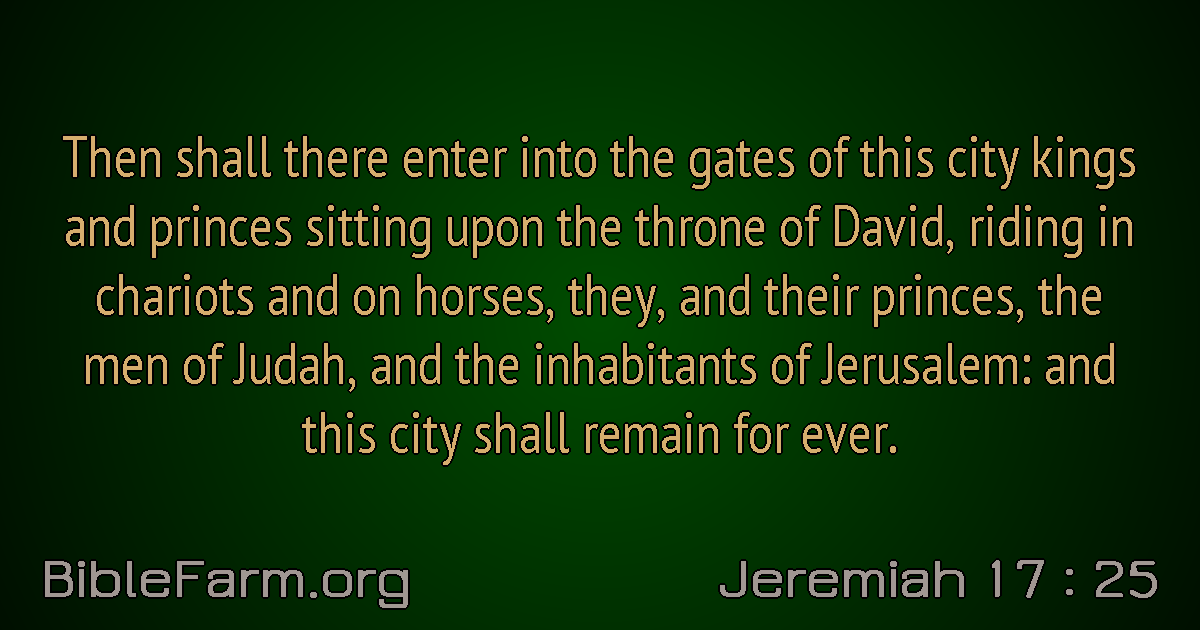 Then shall there enter into the gates of this city kings
and princes sitting upon the throne of David, riding in
chariots and on horses, they, and their princes, the
men of Judah, and the inhabitants of Jerusalem: and
this city shall remain for ever.
BibleFarm.org
Jeremiah 17 : 25